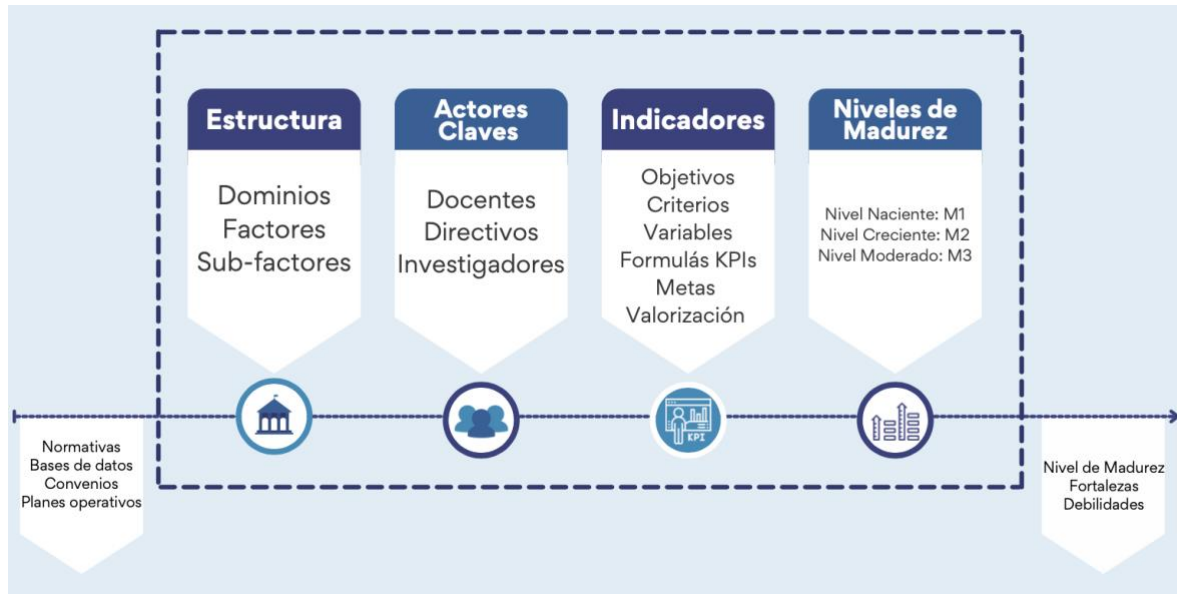 Estructura
Dominios
Factores
Sub-factores
Actores
Claves
Docentes
Directivos
Investigadores
Indicadores
Objetivos
Criterios
Variables
Formulás KPIs
Metas
Valorización
Niveles de
Madurez
Nivel Naciente: M1
Nivel Creciente: M2
Nivel Moderado: M3
KPI
Normativas
Bases de datos
Convenios
Planes operativos
Nivel de Madurez
Fortalezas
Debilidades